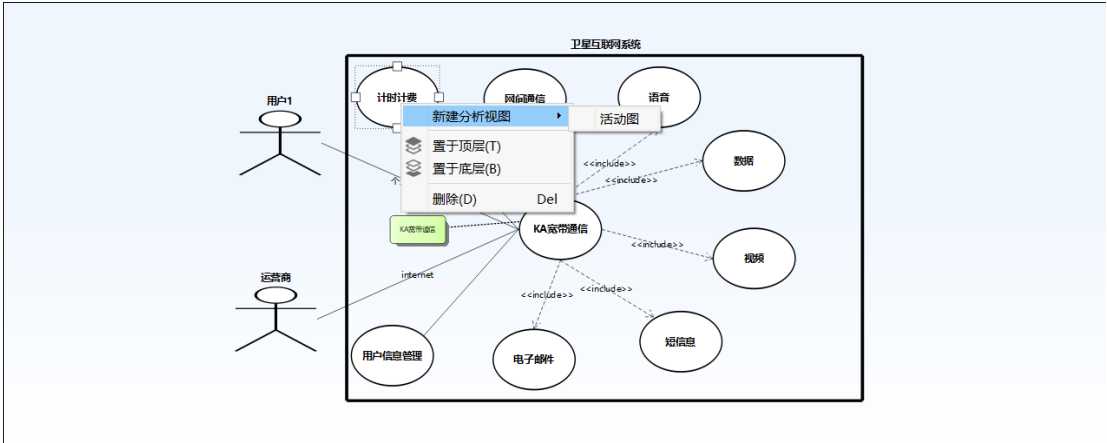 卫星互联网系统
用户1
计时计费
网间通信
语音
新建分析视图
活动图
置于顶层(T)
置于底层(B)
删除(D) Del
个
<<include>>
<<include>>
数据
KA宽带通信
KA宽带通信
<<include>>
视频
运营商
internet
<<include>>
<<include>>
用户信息管理
电子邮件
短信息